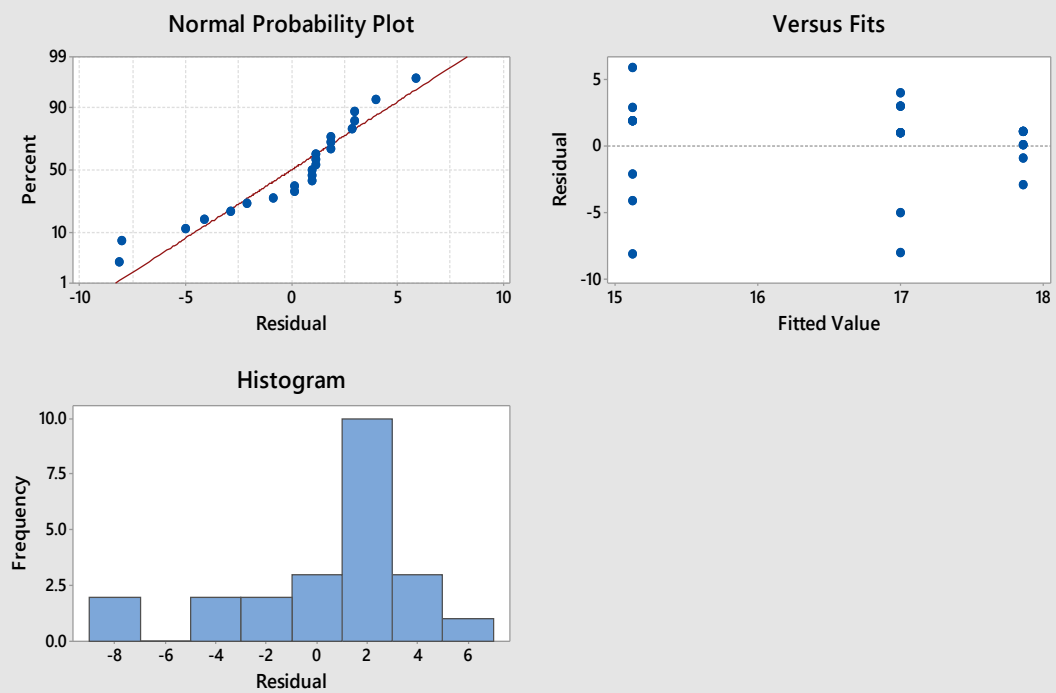 Normal Probability Plot
99
90
50
10
1
Percent
-10 -5 0 5 10
Residual
Versus Fits
5
0
-5
-10
Residual
15 16 17 18
Fitted Value
Histogram
10.0
7.5
5.0
2.5
0.0
Frequency
-8 -6 -4 -2 0 2 4 6
Residual